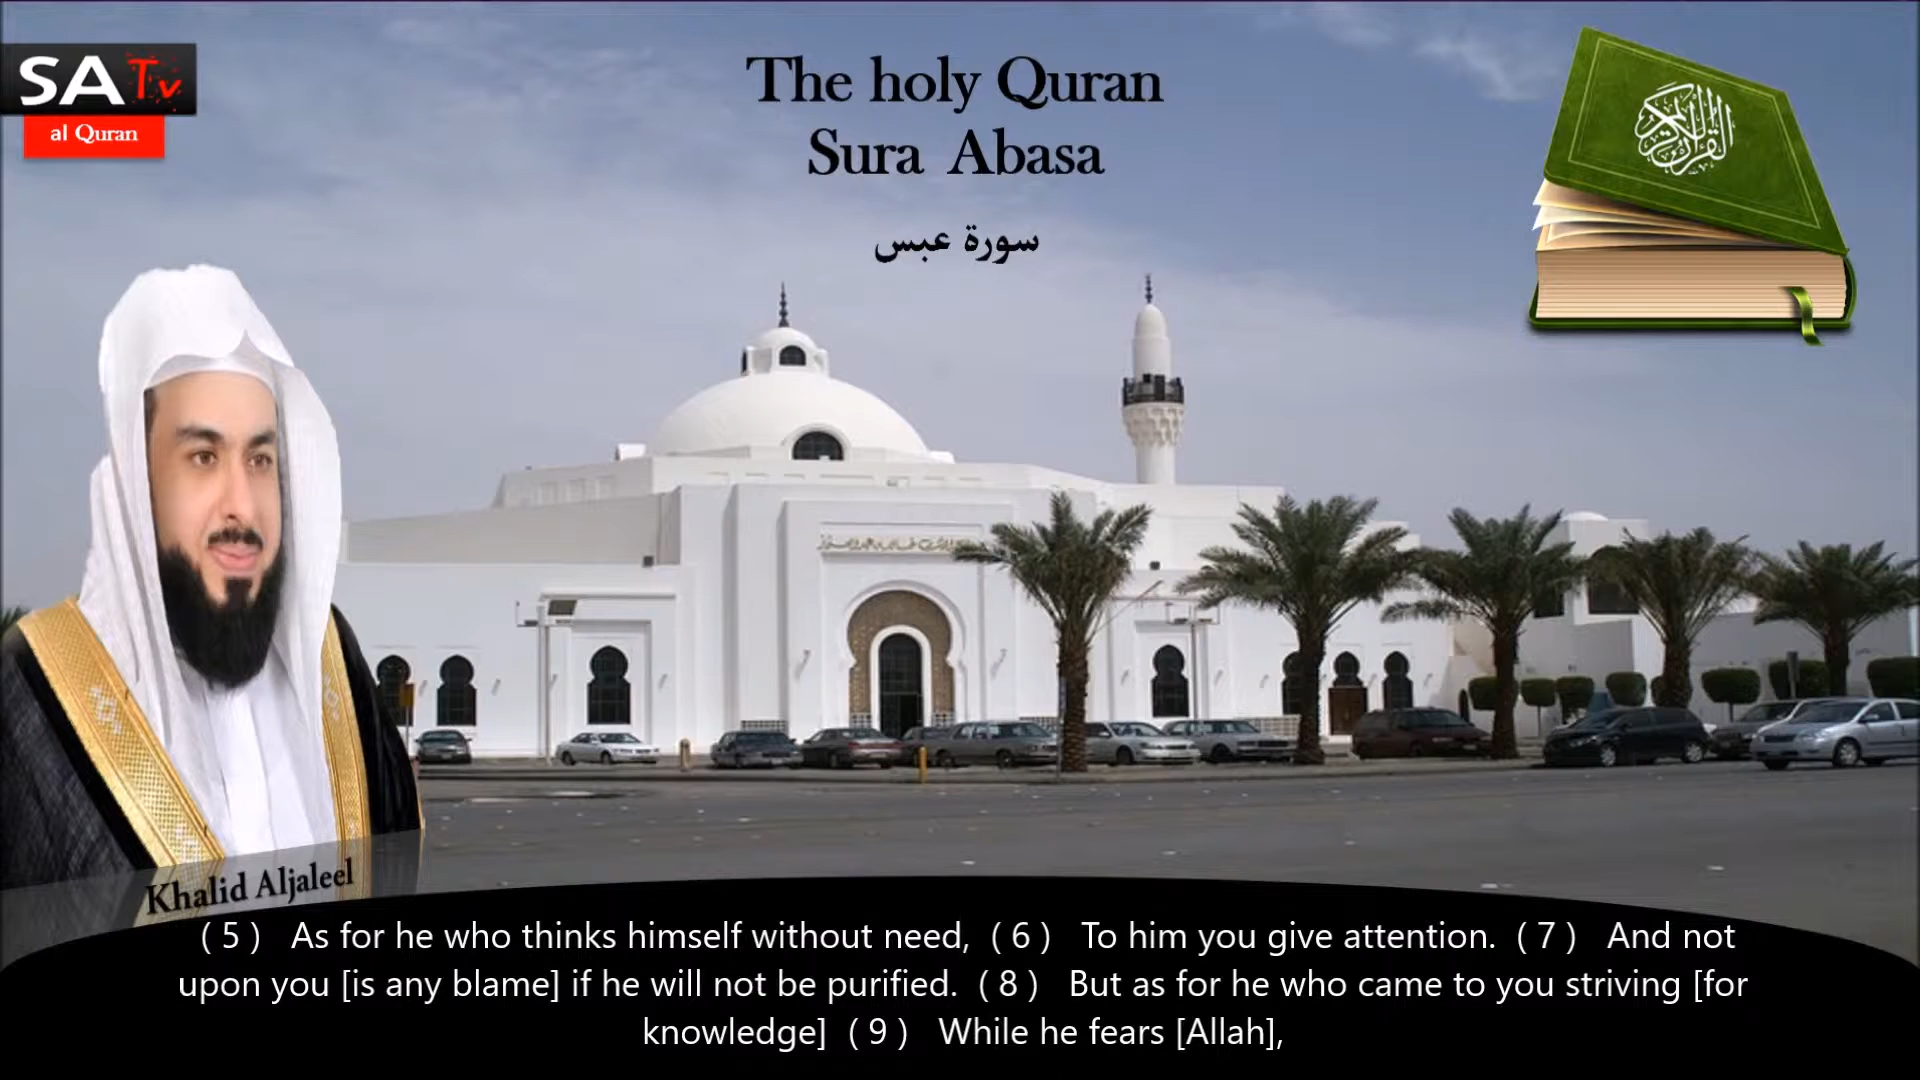 SATv
al Quran
The holy Quran
Sura Abasa
سورة عبس
القرآن الكريم
Khalid Aljaleel
( 5 ) As for he who thinks himself without need, ( 6 ) To him you give attention. ( 7 ) And not
upon you [is any blame] if he will not be purified. ( 8 ) But as for he who came to you striving [for
knowledge] ( 9 ) While he fears [Allah],